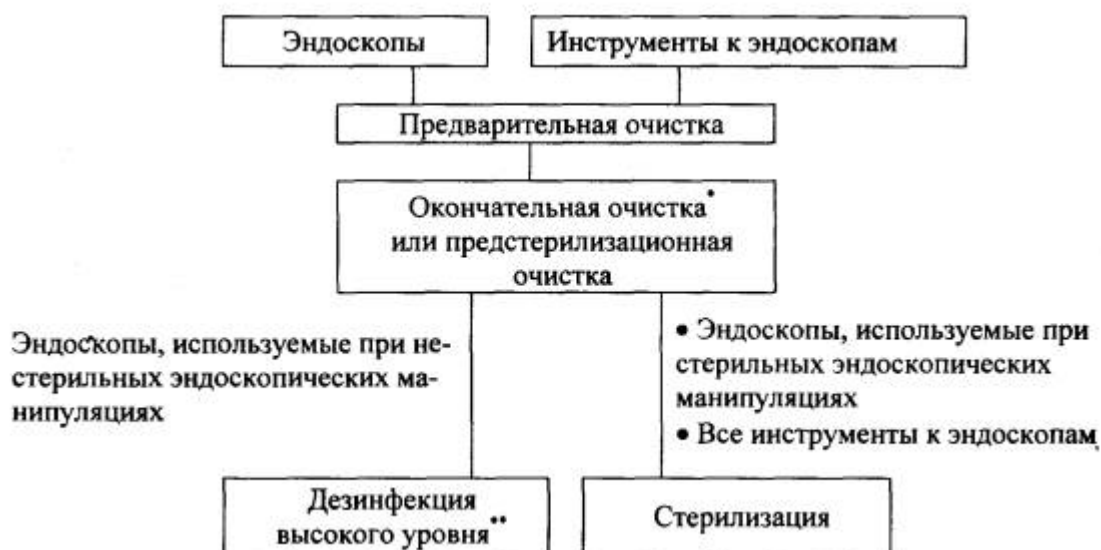 Эндоскопы
Инструменты к эндоскопам
Предварительная очистка
Окончательная очистка•
или предстерилизационная
очистка
Эндоскопы, используемые при не-
стерильных эндоскопических ма-
нипуляциях
• Эндоскопы, используемые при
стерильных эндоскопических
манипуляциях
• Все инструменты к эндоскопам
Дезинфекция
высокого уровня••
Стерилизация